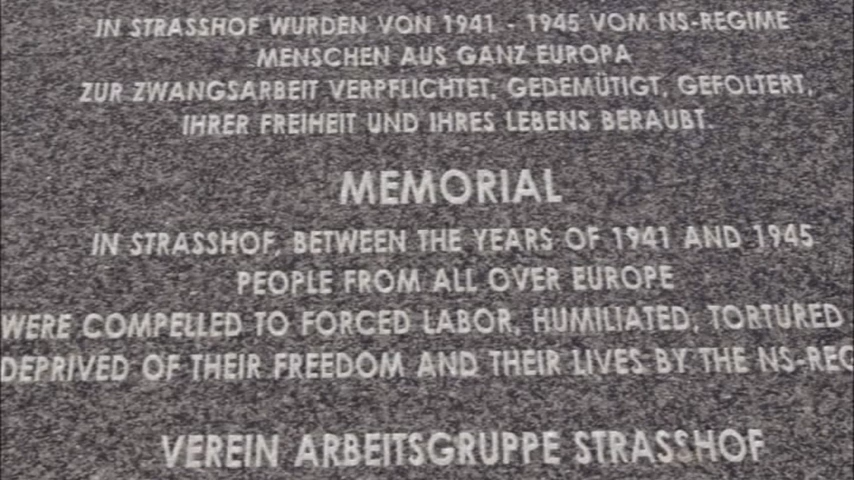 IN STRASSHOF WURDEN VON 1941 - 1945 VOM NS-REGIME
MENSCHEN AUS GANZ EUROPA
ZUR ZWANGSARBEIT VERPFLICHTET, GEDEMÜTIGT, GEFOLTERT,
IHRER FREIHEIT UND IHRES LEBENS BERAUBT.
MEMORIAL
IN STRASSHOF, BETWEEN THE YEARS OF 1941 AND 1945
PEOPLE FROM ALL OVER EUROPE
WERE COMPELLED TO FORCED LABOR, HUMILIATED, TORTURED
DEPRIVED OF THEIR FREEDOM AND THEIR LIVES BY THE NS-REG
VEREIN ARBEITSGRUPPE STRASSHOF